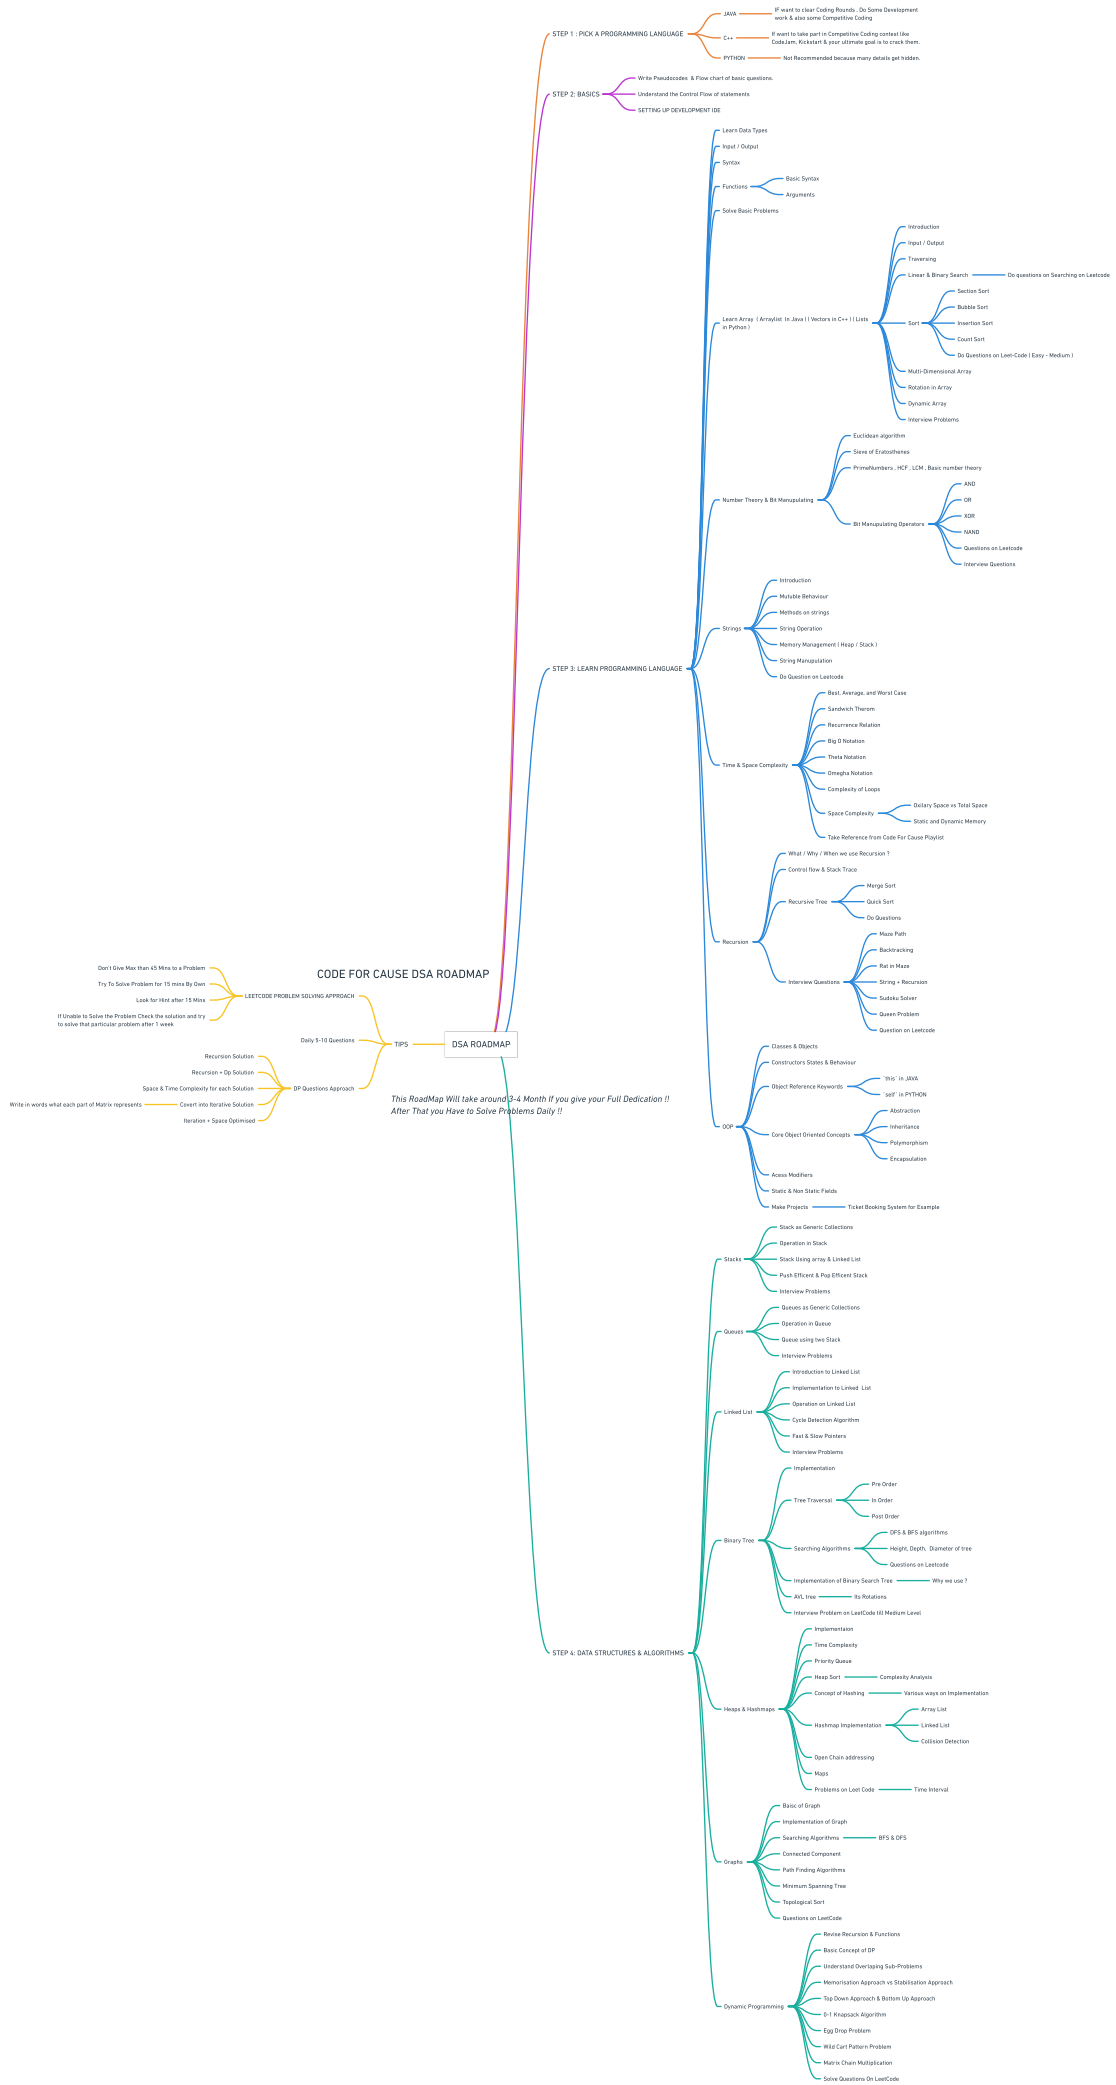 STEP 1 : PICK A PROGRAMMING LANGUAGE
JAVA
IF want to clear Coding Rounds , Do Some Development
work & also some Competitive Coding
C++
If want to take part in Competitive Coding contest like
CodeJam, Kickstart & your ultimate goal is to crack them.
PYTHON
Not Recommended because many details get hidden.
STEP 2: BASICS
Write Pseudocodes & Flow chart of basic questions.
Understand the Control Flow of statements
SETTING UP DEVELOPMENT IDE
STEP 3: LEARN PROGRAMMING LANGUAGE
Learn Data Types
Input / Output
Syntax
Functions
Basic Syntax
Arguments
Solve Basic Problems
Learn Array ( Arraylist In Java ) ( Vectors in C++ ) ( Lists
in Python )
Introduction
Input / Output
Traversing
Linear & Binary Search
Do questions on Searching on Leetcode
Sort
Section Sort
Bubble Sort
Insertion Sort
Count Sort
Do Questions on Leet-Code ( Easy - Medium )
Multi-Dimensional Array
Rotation in Array
Dynamic Array
Interview Problems
Number Theory & Bit Manupulating
Euclidean algorithm
Sieve of Eratosthenes
PrimeNumbers , HCF , LCM , Basic number theory
Bit Manupulating Operators
AND
OR
XOR
NAND
Questions on Leetcode
Interview Questions
Strings
Introduction
Mutuble Behaviour
Methods on strings
String Operation
Memory Management ( Heap / Stack )
String Manupulation
Do Question on Leetcode
Time & Space Complexity
Best, Average, and Worst Case
Sandwich Therom
Recurrence Relation
Big O Notation
Theta Notation
Omegha Notation
Complexity of Loops
Space Complexity
Oxilary Space vs Total Space
Static and Dynamic Memory
Take Reference from Code For Cause Playlist
Recursion
What / Why / When we use Recursion ?
Control flow & Stack Trace
Recursive Tree
Merge Sort
Quick Sort
Do Questions
Interview Questions
Maze Path
Backtracking
Rat in Maze
String + Recursion
Sudoku Solver
Queen Problem
Question on Leetcode
OOP
Classes & Objects
Constructors States & Behaviour
Object Reference Keywords
`this` in JAVA
`self` in PYTHON
Core Object Oriented Concepts
Abstraction
Inheritance
Polymorphism
Encapsulation
Acess Modifiers
Static & Non Static Fields
Make Projects
Ticket Booking System for Example
CODE FOR CAUSE DSA ROADMAP
DSA ROADMAP
TIPS
LEETCODE PROBLEM SOLVING APPROACH
Don't Give Max than 45 Mins to a Problem
Try To Solve Problem for 15 mins By Own
Look for Hint after 15 Mins
If Unable to Solve the Problem Check the solution and try
to solve that particular problem after 1 week
Daily 5-10 Questions
DP Questions Approach
Recursion Solution
Recursion + Dp Solution
Space & Time Complexity for each Solution
Covert into Iterative Solution
Write in words what each part of Matrix represents
Iteration + Space Optimised
This RoadMap Will take around 3-4 Month If you give your Full Dedication !!
After That you Have to Solve Problems Daily !!
STEP 4: DATA STRUCTURES & ALGORITHMS
Stacks
Stack as Generic Collections
Operation in Stack
Stack Using array & Linked List
Push Efficent & Pop Efficent Stack
Interview Problems
Queues
Queues as Generic Collections
Operation in Queue
Queue using two Stack
Interview Problems
Linked List
Introduction to Linked List
Implementation to Linked List
Operation on Linked List
Cycle Detection Algorithm
Fast & Slow Pointers
Interview Problems
Binary Tree
Implementation
Tree Traversal
Pre Order
In Order
Post Order
Searching Algorithms
DFS & BFS algorithms
Height, Depth, Diameter of tree
Questions on Leetcode
Implementation of Binary Search Tree
Why we use ?
AVL tree
Its Rotations
Interview Problem on LeetCode till Medium Level
Heaps & Hashmaps
Implementaion
Time Complexity
Priority Queue
Heap Sort
Complexity Analysis
Concept of Hashing
Various ways on Implementation
Hashmap Implementation
Array List
Linked List
Collision Detection
Open Chain addressing
Maps
Problems on Leet Code
Time Interval
Graphs
Baisc of Graph
Implementation of Graph
Searching Algorithms
BFS & DFS
Connected Component
Path Finding Algorithms
Minimum Spanning Tree
Topological Sort
Questions on LeetCode
Dynamic Programming
Revise Recursion & Functions
Basic Concept of DP
Understand Overlaping Sub-Problems
Memorisation Approach vs Stabilisation Approach
Top Down Approach & Bottom Up Approach
0-1 Knapsack Algorithm
Egg Drop Problem
Wild Cart Pattern Problem
Matrix Chain Multiplication
Solve Questions On LeetCode